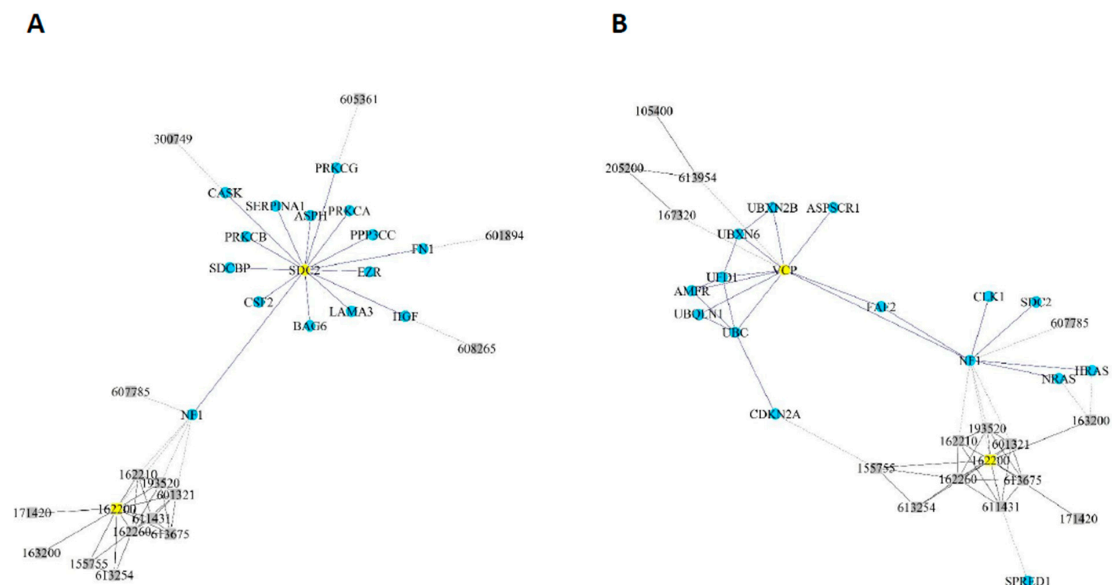 A
B
605361
300749
PRKCG
CASK
SERPINA1
ASPH
PRKCA
PRKCB
PPP3CC
FN1
601894
SDCBP
SDC2
EZR
CSF2
LAMA3
HGF
BAG6
608265
607785
NF1
162210
193520
601321
162200
171420
611431
162260
613675
163200
155755
613254
105400
205200
613954
167320
UBXN2B
ASPSCR1
UBXN6
VCP
UFD1
AMFR
UBQLN1
UBC
FAF2
CLK1
SDC2
607785
NF1
HRAS
NRAS
CDKN2A
163200
193520
162210
601321
162200
155755
162260
613675
613254
611431
171420
SPRED1